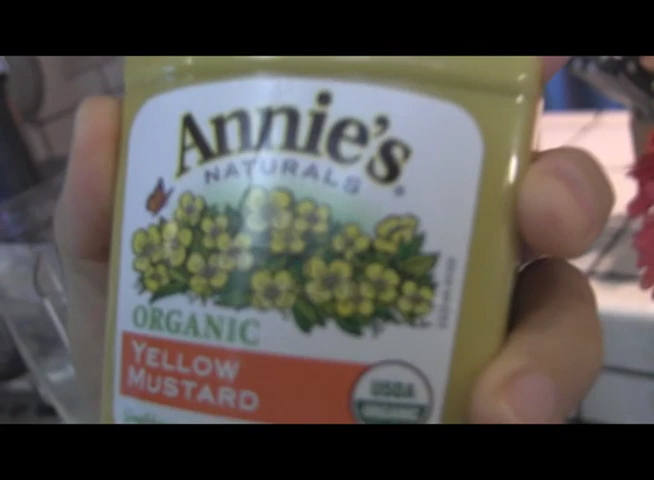 Annie's
NATURALS
ORGANIC
YELLOW
MUSTARD
USDA
ORGANIC